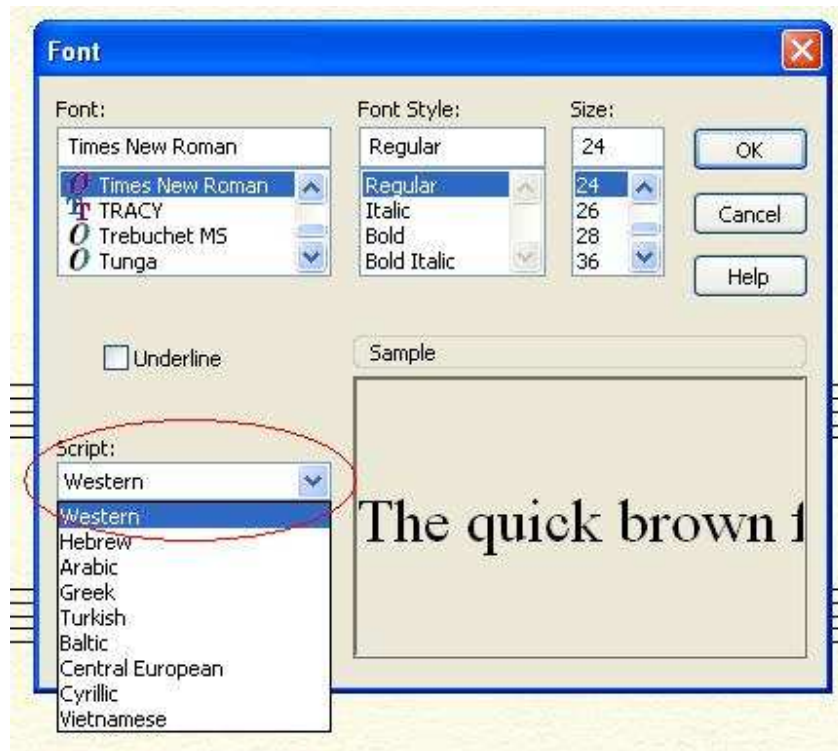 Font
Font:
Font Style:
Size:
Times New Roman
Regular
24
OK
Times New Roman
TRACY
Trebuchet MS
Tunga
Regular
Italic
Bold
Bold Italic
24
26
28
36
Cancel
Help
Underline
Sample
Script:
Western
Western
Hebrew
Arabic
Greek
Turkish
Baltic
Central European
Cyrillic
Vietnamese
The quick brown f